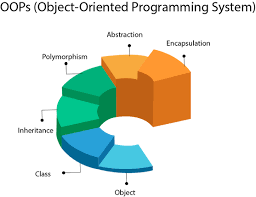 OOPs (Object-Oriented Programming System)
Abstraction
Encapsulation
Polymorphism
Inheritance
Class
Object